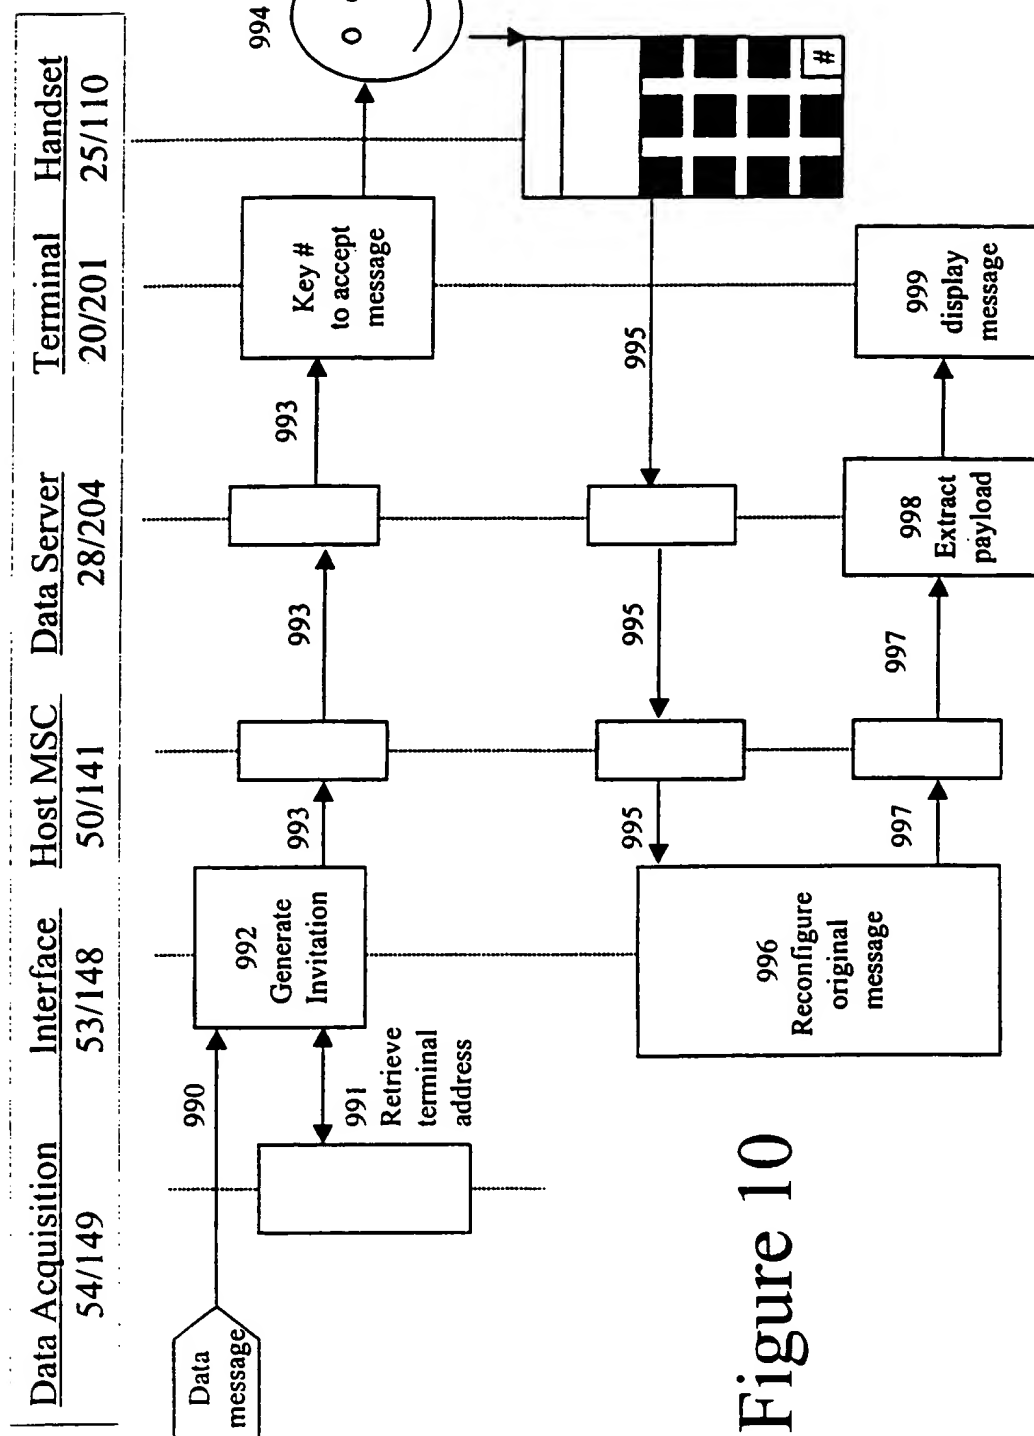 Data Acquisition Interface Host MSC Data Server Terminal Handset
54/149 53/148 50/141 28/204 20/201 25/110
Data
message
990
991
Retrieve
terminal
address
992
Generate
Invitation
993
993
993
Key #
to accept
message
994
#
995
995
995
996
Reconfigure
original
message
997
997
998
Extract
payload
999
display
message
Figure 10